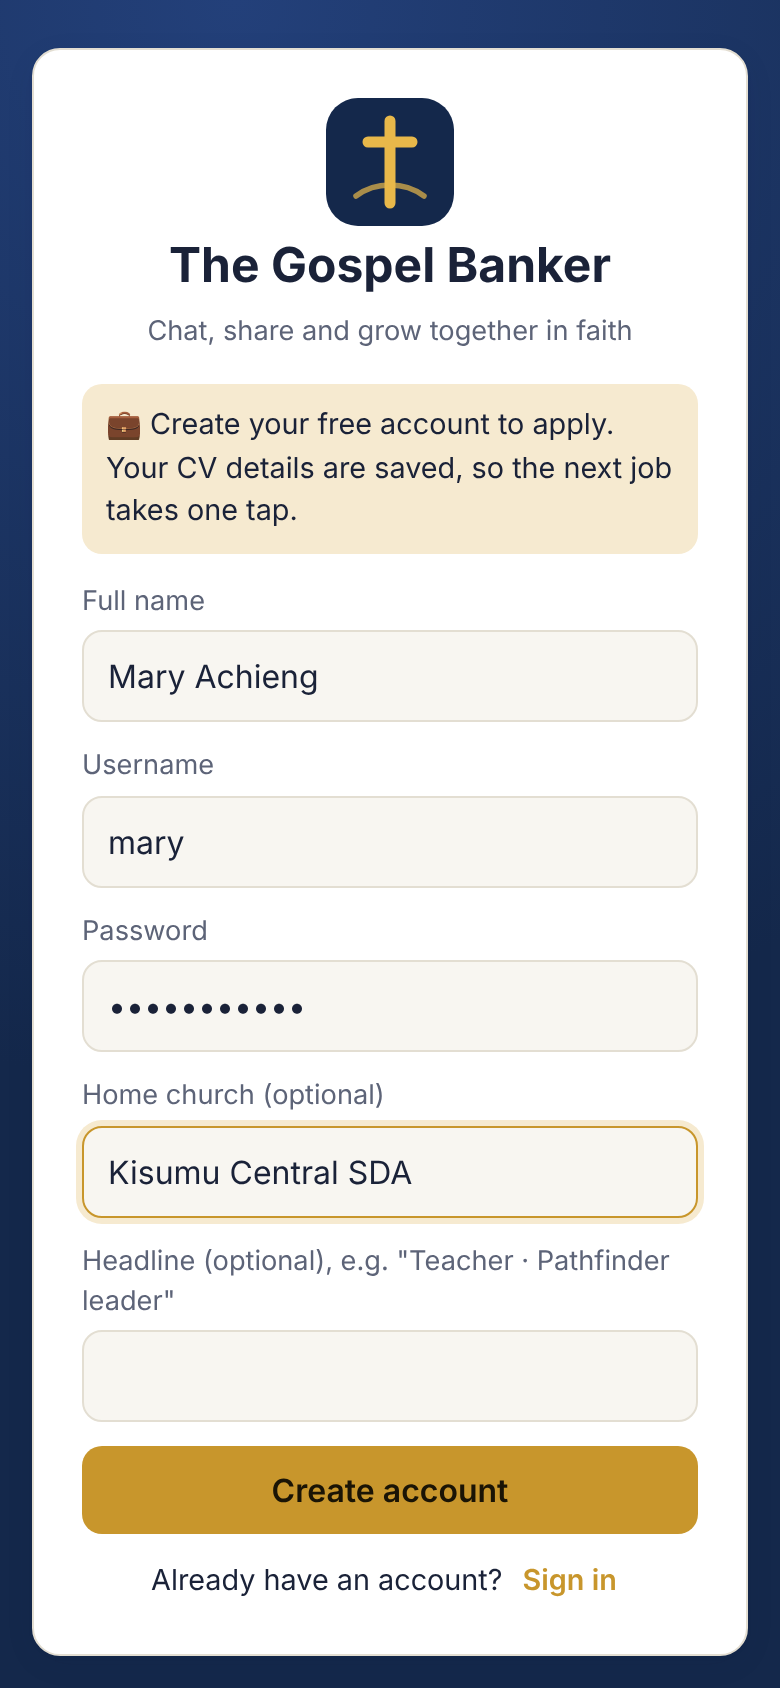 The Gospel Banker
Chat, share and grow together in faith
💼 Create your free account to apply.
Your CV details are saved, so the next job
takes one tap.
Full name
Mary Achieng
Username
mary
Password
•••••••••••
Home church (optional)
Kisumu Central SDA
Headline (optional), e.g. "Teacher · Pathfinder
leader"
Create account
Already have an account? Sign in